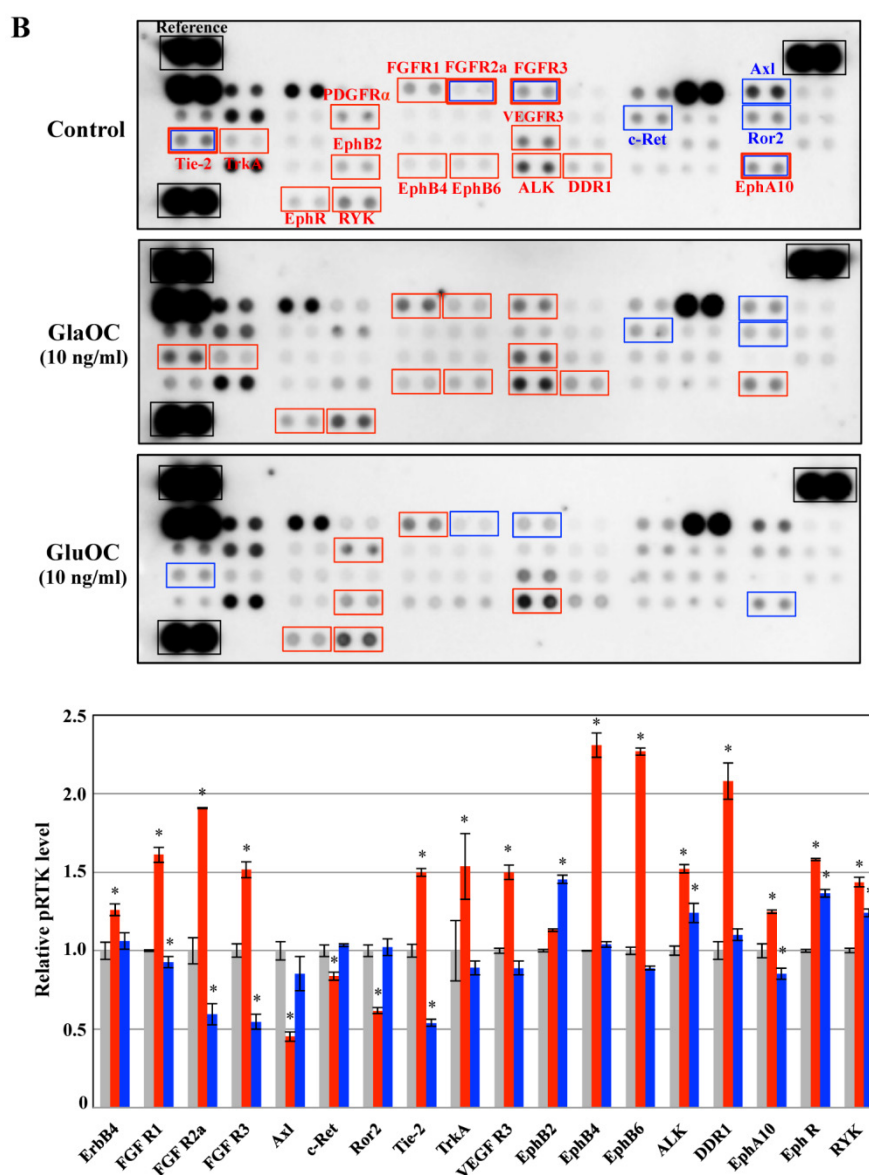 B
Reference
FGFR1 FGFR2a FGFR3 Axl
PDGFRα
Control
VEGFR3
c-Ret Ror2
EphB2
Tie-2 TrkA
EphB4 EphB6 ALK DDR1 EphA10
EphR RYK
GlaOC
(10 ng/ml)
GluOC
(10 ng/ml)
Relative pRTK level
2.5
2.0
1.5
1.0
0.5
0
* * * * * * * * * * * * * * * * * * * * * * * * * *
ErbB4 FGF R1 FGF R2a FGF R3 Axl c-Ret Ror2 Tie-2 TrkA VEGF R3 EphB2 EphB4 EphB6 ALK DDR1 EphA10 Eph R RYK